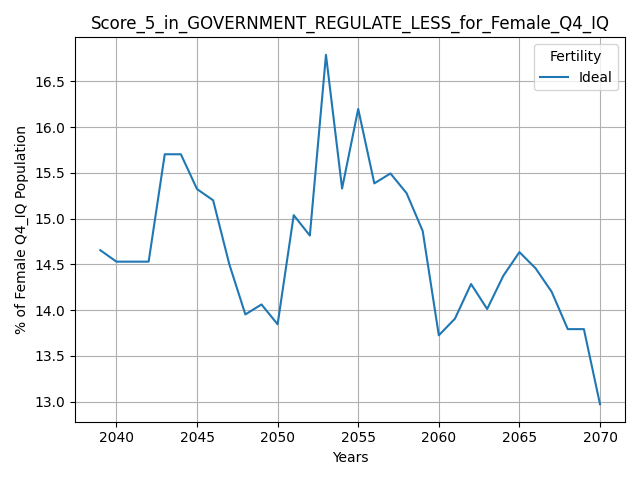 Score_5_in_GOVERNMENT_REGULATE_LESS_for_Female_Q4_IQ
Fertility
Ideal
% of Female Q4_IQ Population
16.5
16.0
15.5
15.0
14.5
14.0
13.5
13.0
2040 2045 2050 2055 2060 2065 2070
Years